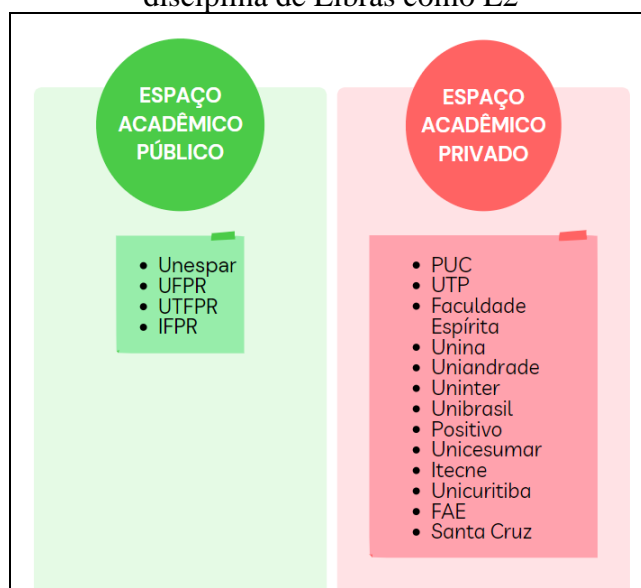 disciplina de Libras como L2
ESPAÇO
ACADÊMICO
PÚBLICO
• Unespar
• UFPR
• UTFPR
• IFPR
ESPAÇO
ACADÊMICO
PRIVADO
• PUC
• UTP
• Faculdade
Espírita
• Unina
• Uniandrade
• Uninter
• Unibrasil
• Positivo
• Unicesumar
• Itecne
• Unicuritiba
• FAE
• Santa Cruz